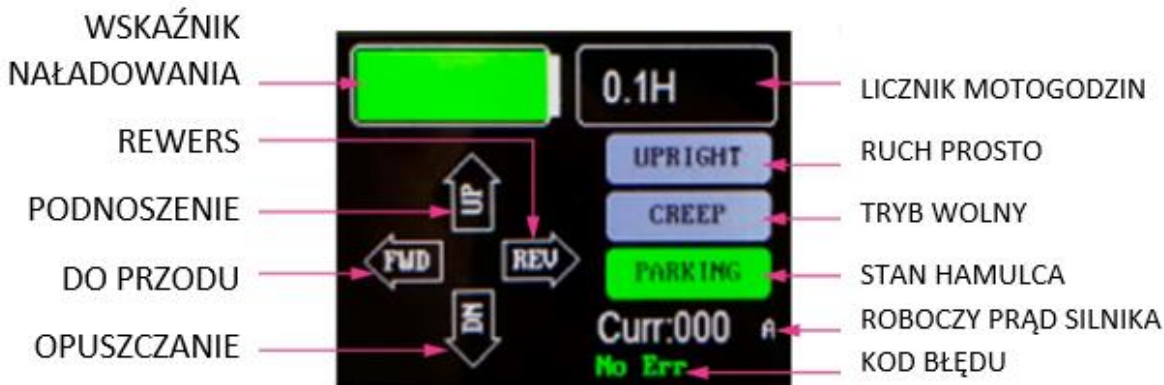 WSKAŹNIK
NAŁADOWANIA
REWERS
PODNOSZENIE
DO PRZODU
OPUSZCZANIE
0.1H
UP
FWD
REV
DN
UPRIGHT
CREEP
PARKING
Curr:000 A
No Err
LICZNIK MOTOGODZIN
RUCH PROSTO
TRYB WOLNY
STAN HAMULCA
ROBOCZY PRĄD SILNIKA
KOD BŁĘDU